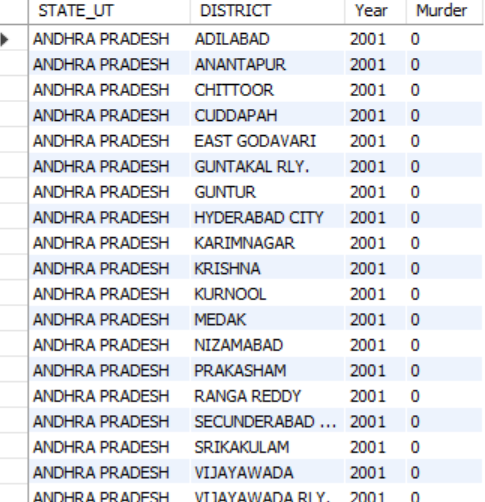 STATE_UT DISTRICT Year Murder
ANDHRA PRADESH ADILABAD 2001 0
ANDHRA PRADESH ANANTAPUR 2001 0
ANDHRA PRADESH CHITTOOR 2001 0
ANDHRA PRADESH CUDDAPAH 2001 0
ANDHRA PRADESH EAST GODAVARI 2001 0
ANDHRA PRADESH GUNTAKAL RLY. 2001 0
ANDHRA PRADESH GUNTUR 2001 0
ANDHRA PRADESH HYDERABAD CITY 2001 0
ANDHRA PRADESH KARIMNAGAR 2001 0
ANDHRA PRADESH KRISHNA 2001 0
ANDHRA PRADESH KURNOOL 2001 0
ANDHRA PRADESH MEDAK 2001 0
ANDHRA PRADESH NIZAMABAD 2001 0
ANDHRA PRADESH PRAKASHAM 2001 0
ANDHRA PRADESH RANGA REDDY 2001 0
ANDHRA PRADESH SECUNDERABAD ... 2001 0
ANDHRA PRADESH SRIKAKULAM 2001 0
ANDHRA PRADESH VIJAYAWADA 2001 0
ANDHRA PRADESH VIJAYAWADA RLY. 2001 0